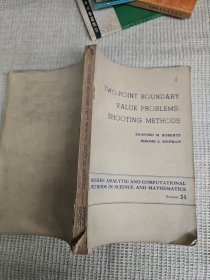 TWO-POINT BOUNDARY
VALUE PROBLEMS:
SHOOTING METHODS
SANFORD M. ROBERTS
JEROME S. SHIPMAN
MODERN ANALYTIC AND COMPUTATIONAL
METHODS IN SCIENCE AND MATHEMATICS
Number 31